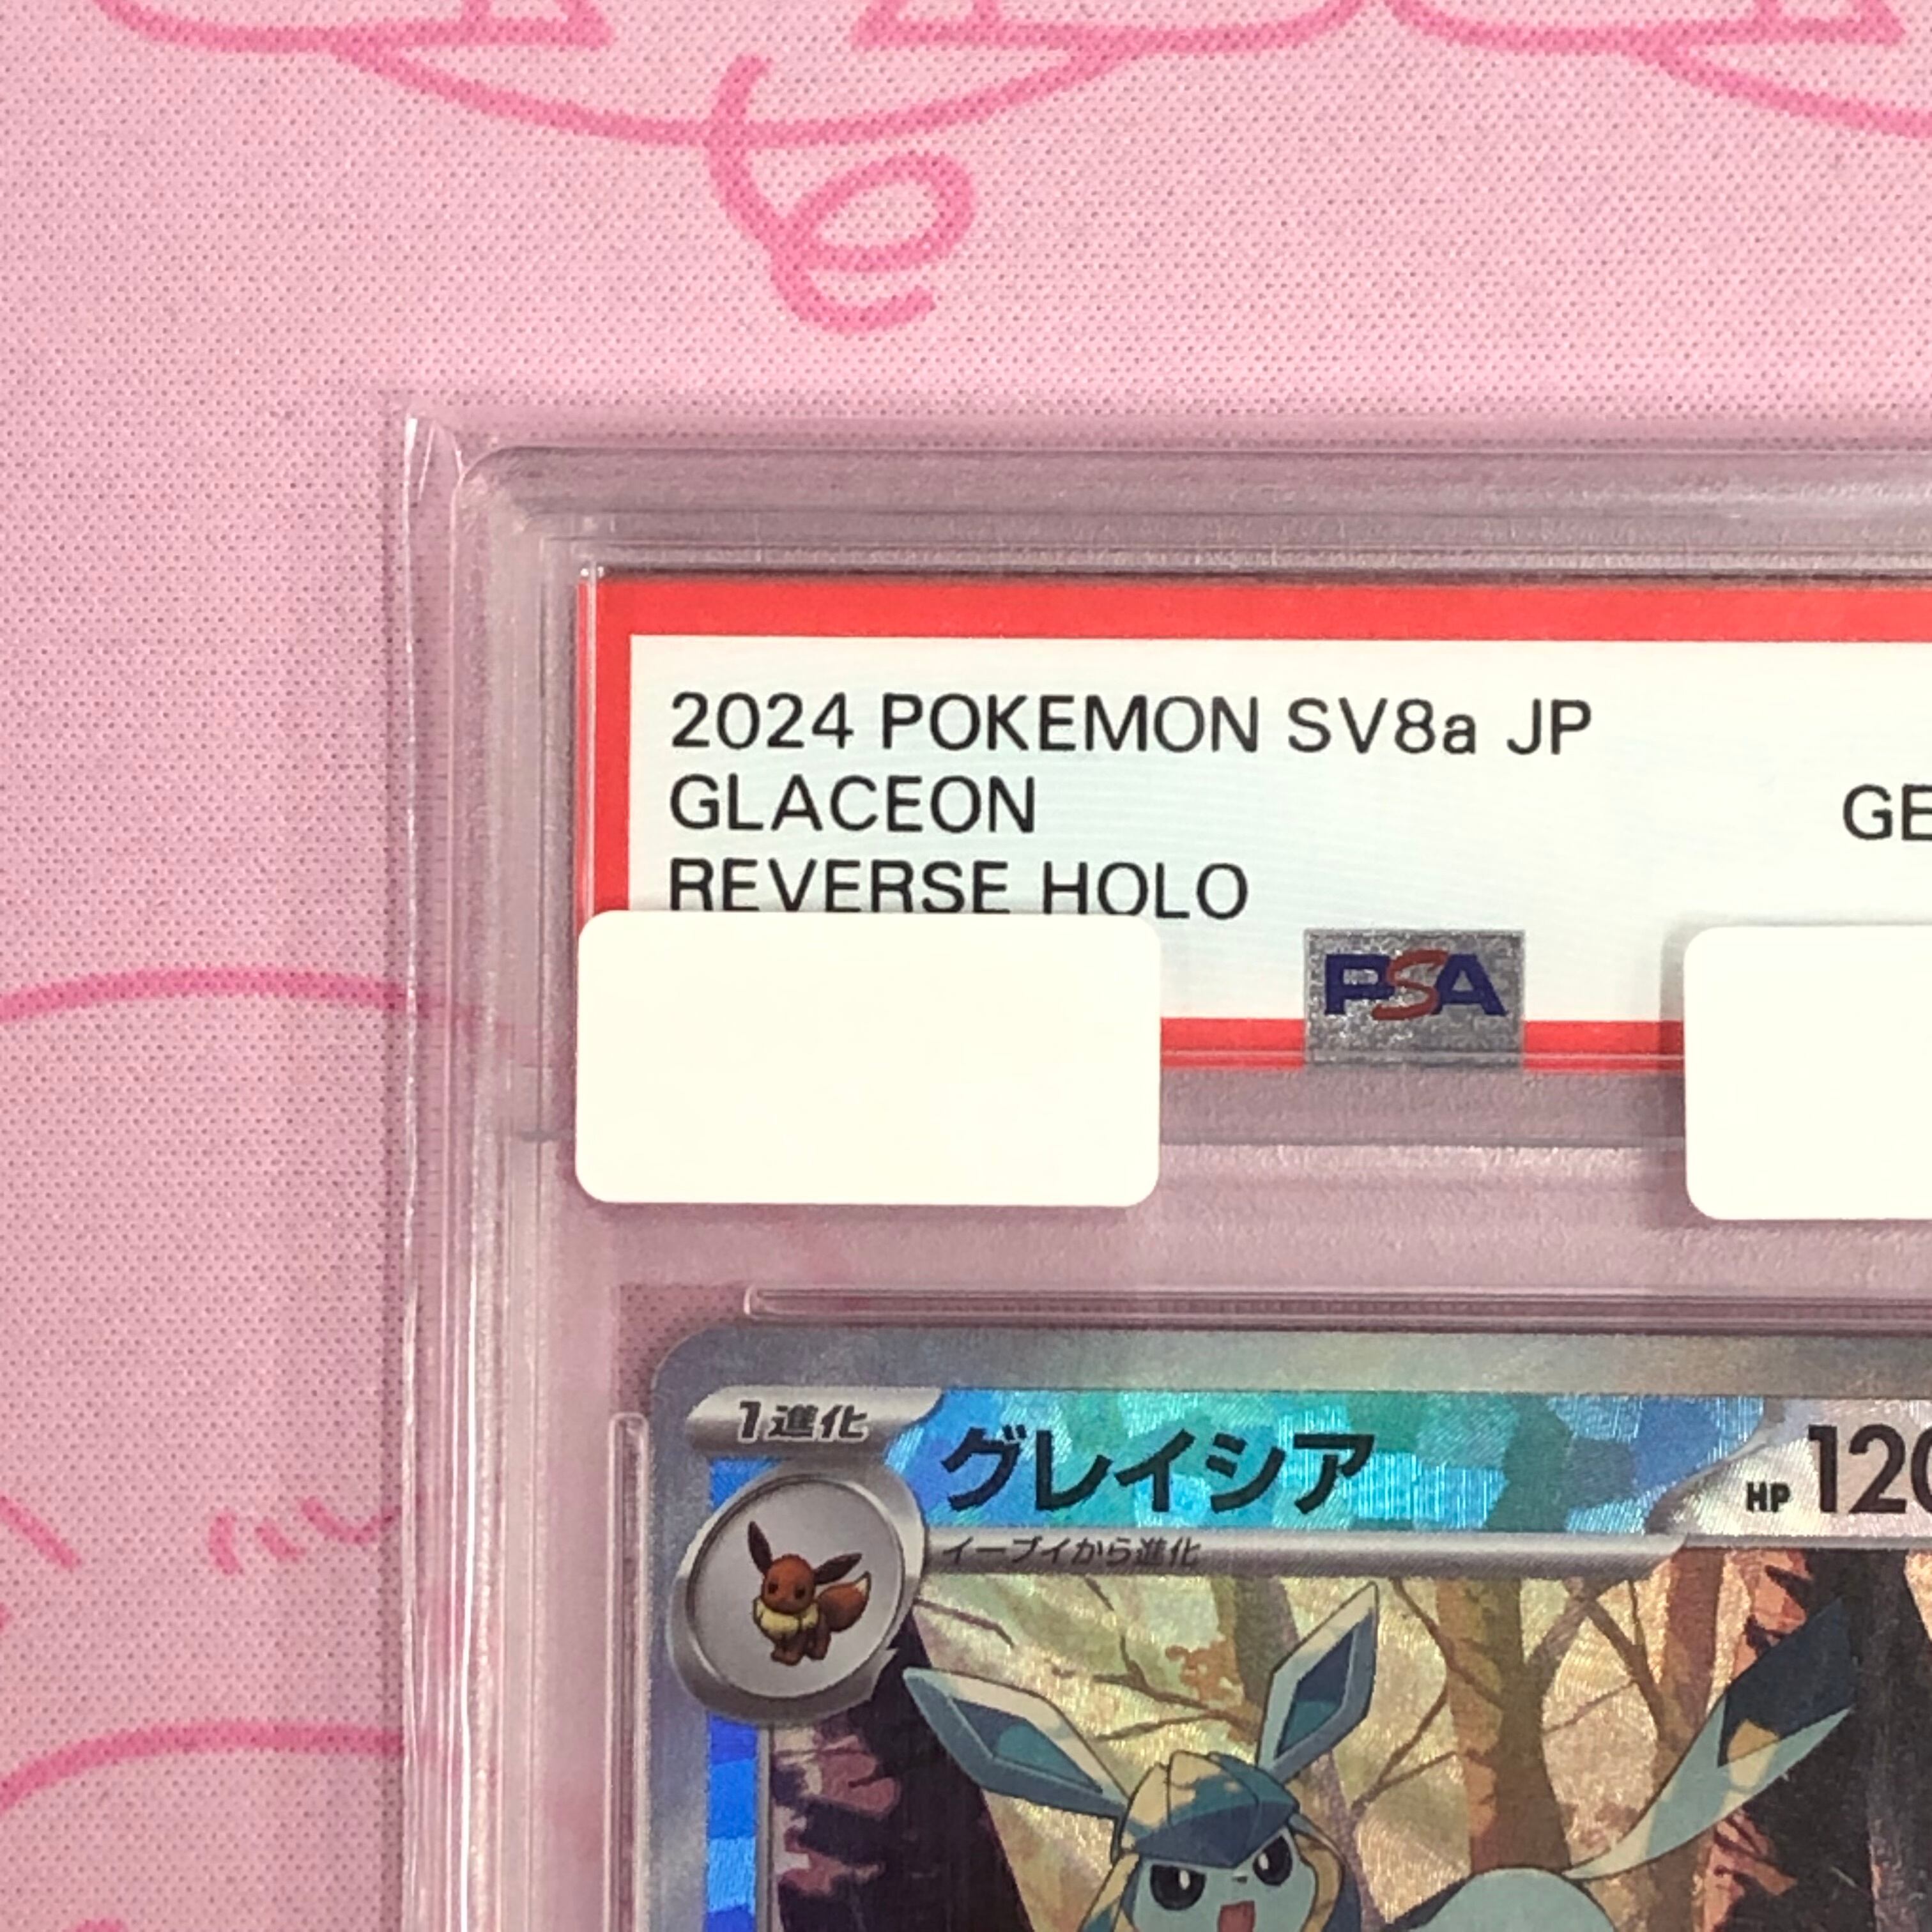 2024 POKEMON SV8a JP
GLACEON
GE
REVERSE HOLO
PSA
1進化
グレイシア
HP 120
イーブイから進化